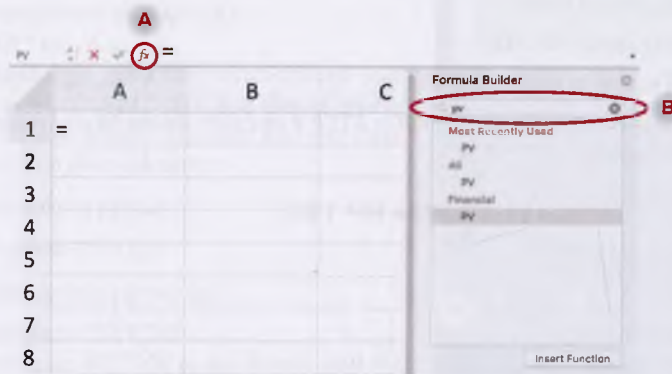 A
PV fx =
Formula Builder
A B C
PV
B
1 =
Most Recently Used
2
PV
All
3
PV
Financial
4
PV
5
6
7
8
Insert Function